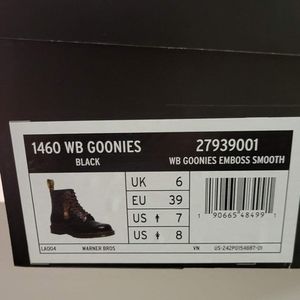 1460 WB GOONIES
BLACK
27939001
WB GOONIES EMBOSS SMOOTH
UK 6
EU 39
US 7
US 8
1 90665 48499 1
LA004
WARNER BROS
VN
US-242P0154687-01